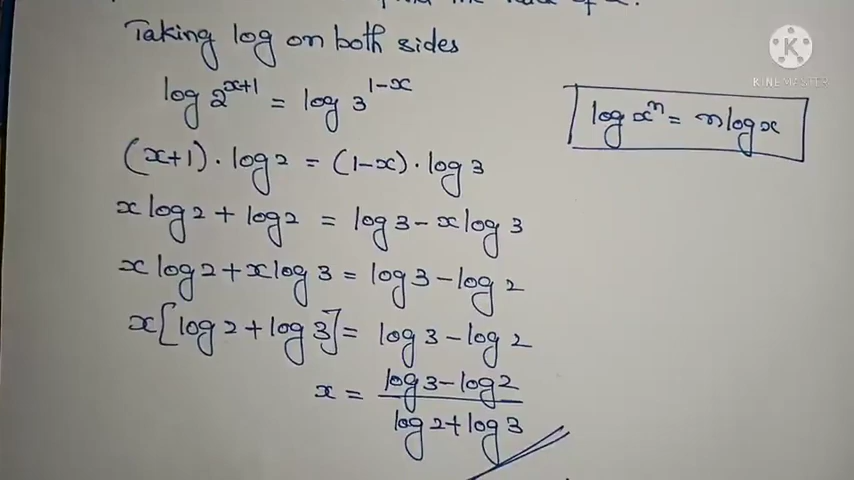 Taking log on both sides
log 2^x+1 = log 3^1-x
log x^n = n log x
(x+1) . log 2 = (1-x) . log 3
x log 2 + log 2 = log 3 - x log 3
x log 2 + x log 3 = log 3 - log 2
x[log 2 + log 3] = log 3 - log 2
x = log 3 - log 2 / log 2 + log 3
K
KINEMASTER